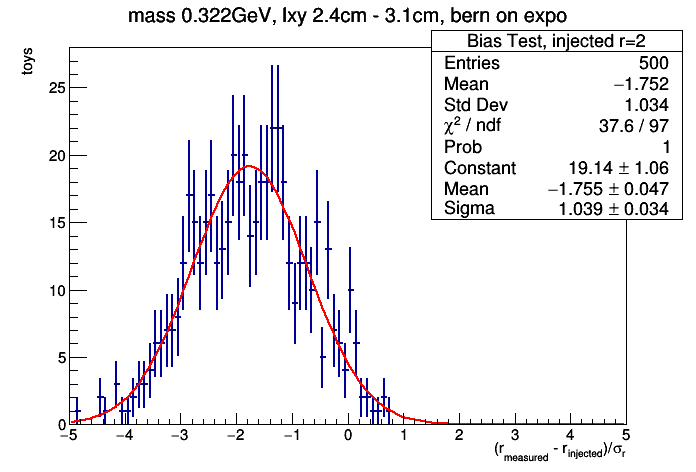 mass 0.322GeV, lxy 2.4cm - 3.1cm, bern on expo
toys
Bias Test, injected r=2
Entries 500
Mean −1.752
Std Dev 1.034
χ² / ndf 37.6 / 97
Prob 1
Constant 19.14 ± 1.06
Mean −1.755 ± 0.047
Sigma 1.039 ± 0.034
25
20
15
10
5
0
−5 −4 −3 −2 −1 0 1 2 3 4 5
(r_measured - r_injected)/σ_r